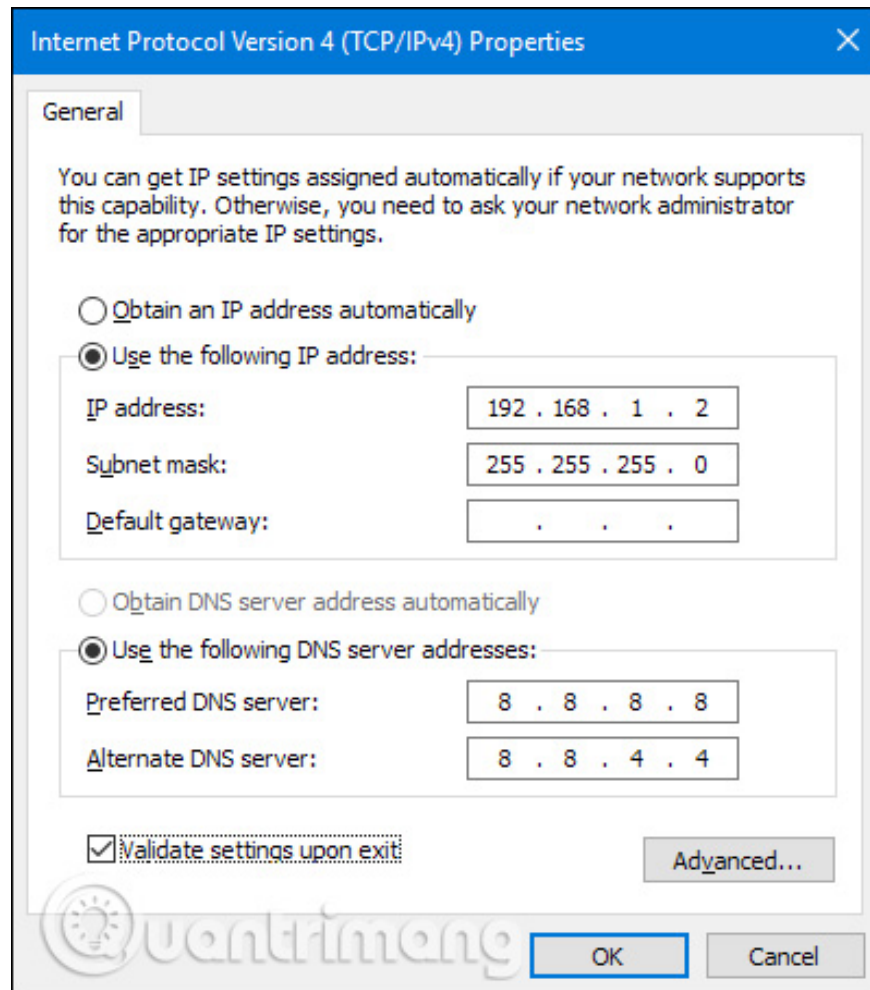 Internet Protocol Version 4 (TCP/IPv4) Properties
General
You can get IP settings assigned automatically if your network supports
this capability. Otherwise, you need to ask your network administrator
for the appropriate IP settings.
Obtain an IP address automatically
Use the following IP address:
IP address: 192 . 168 . 1 . 2
Subnet mask: 255 . 255 . 255 . 0
Default gateway: . . .
Obtain DNS server address automatically
Use the following DNS server addresses:
Preferred DNS server: 8 . 8 . 8 . 8
Alternate DNS server: 8 . 8 . 4 . 4
Validate settings upon exit
Advanced...
Quantrimang
OK Cancel